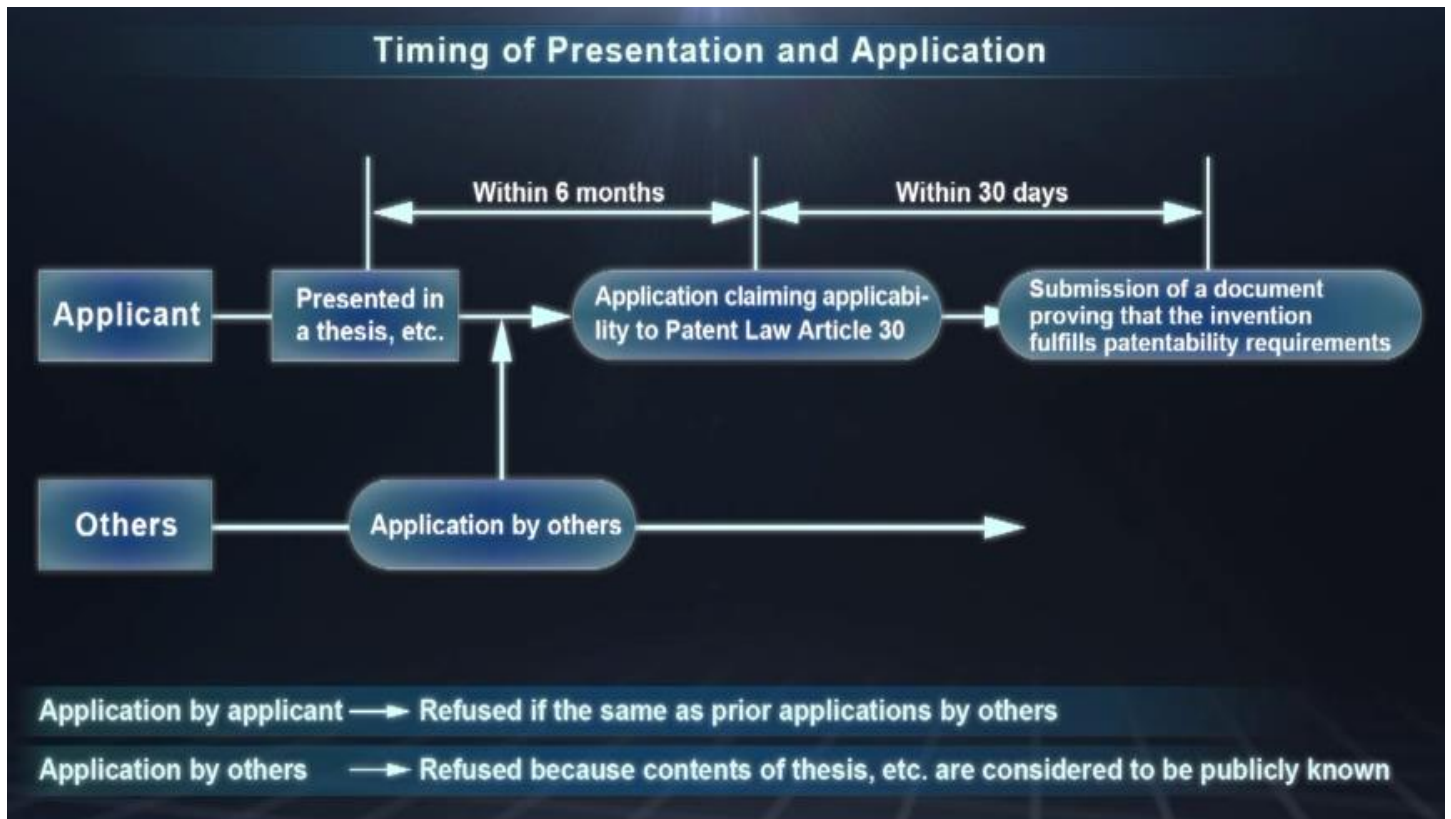 Timing of Presentation and Application
Within 6 months
Within 30 days
Applicant
Presented in
a thesis, etc.
Application claiming applicabi-
lity to Patent Law Article 30
Submission of a document
proving that the invention
fulfills patentability requirements
Others
Application by others
Application by applicant → Refused if the same as prior applications by others
Application by others → Refused because contents of thesis, etc. are considered to be publicly known